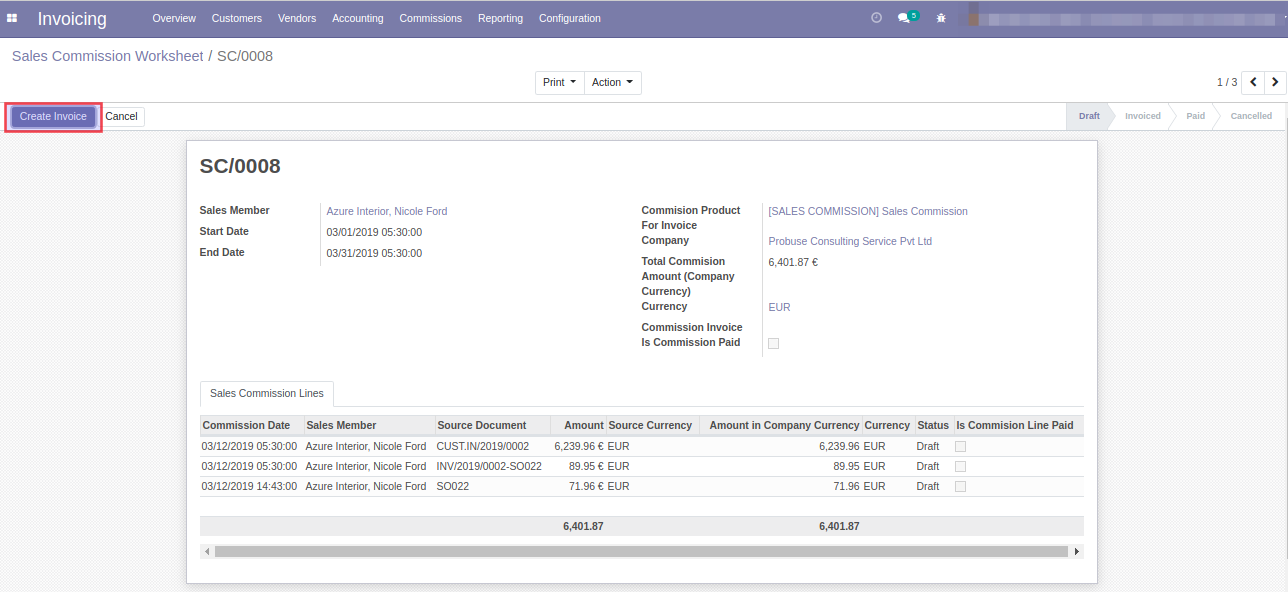 Invoicing Overview Customers Vendors Accounting Commissions Reporting Configuration 5
Sales Commission Worksheet / SC/0008
Print Action 1 / 3
Create Invoice Cancel Draft Invoiced Paid Cancelled
SC/0008
Sales Member Azure Interior, Nicole Ford
Start Date 03/01/2019 05:30:00
End Date 03/31/2019 05:30:00
Commision Product [SALES COMMISSION] Sales Commission
For Invoice
Company Probuse Consulting Service Pvt Ltd
Total Commision 6,401.87 €
Amount (Company
Currency)
Currency EUR
Commission Invoice
Is Commission Paid
Sales Commission Lines
Commission Date Sales Member Source Document Amount Source Currency Amount in Company Currency Currency Status Is Commision Line Paid
03/12/2019 05:30:00 Azure Interior, Nicole Ford CUST.IN/2019/0002 6,239.96 € EUR 6,239.96 EUR Draft
03/12/2019 05:30:00 Azure Interior, Nicole Ford INV/2019/0002-SO022 89.95 € EUR 89.95 EUR Draft
03/12/2019 14:43:00 Azure Interior, Nicole Ford SO022 71.96 € EUR 71.96 EUR Draft
6,401.87 6,401.87